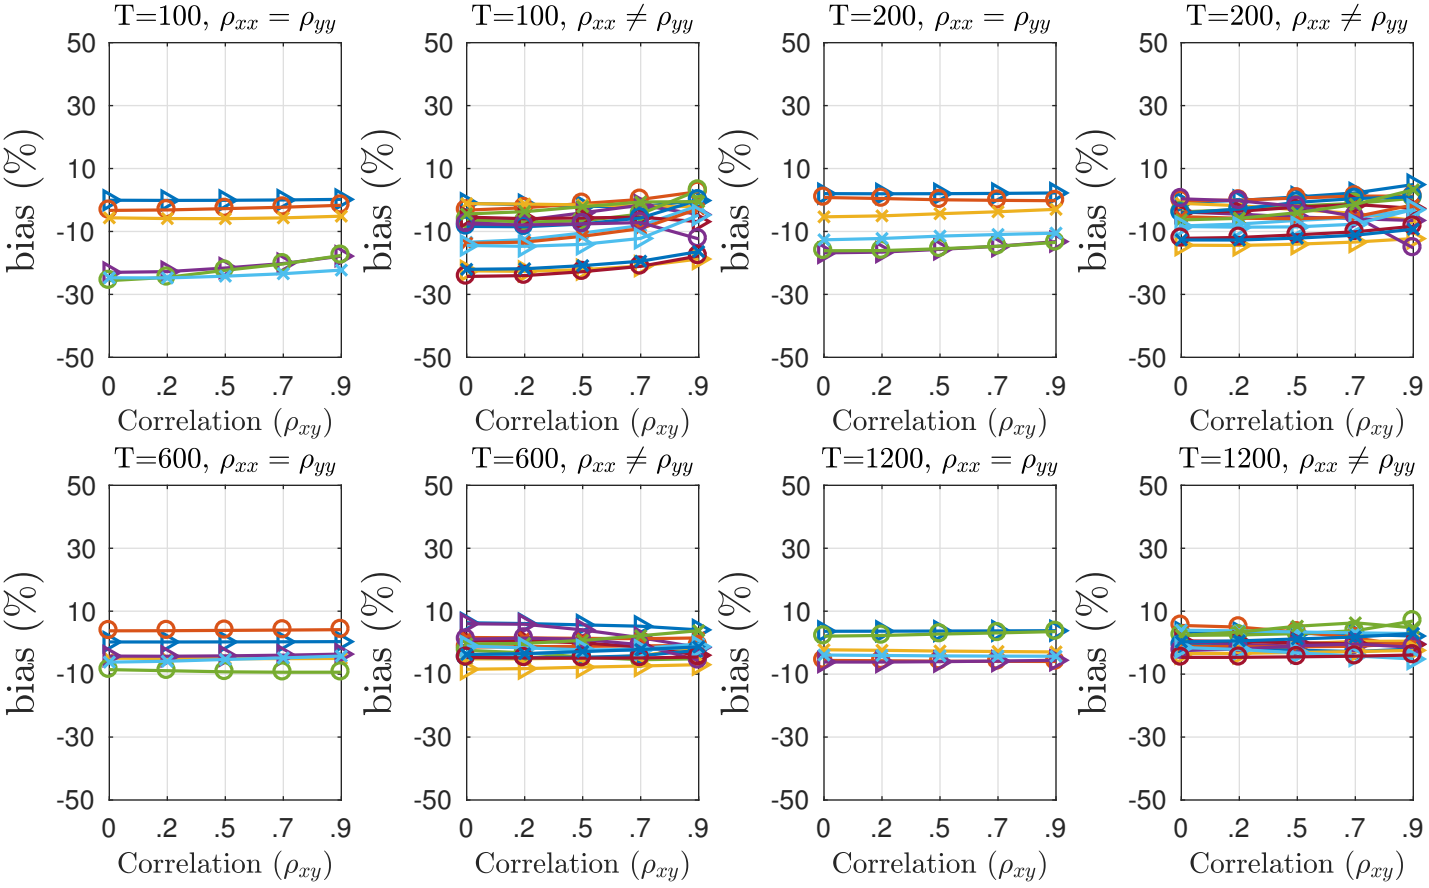 T=100, ρxx = ρyy
T=100, ρxx ≠ ρyy
T=200, ρxx = ρyy
T=200, ρxx ≠ ρyy
bias (%)
50
30
10
-10
-30
-50
0 .2 .5 .7 .9
Correlation (ρxy)
bias (%)
50
30
10
-10
-30
-50
0 .2 .5 .7 .9
Correlation (ρxy)
bias (%)
50
30
10
-10
-30
-50
0 .2 .5 .7 .9
Correlation (ρxy)
bias (%)
50
30
10
-10
-30
-50
0 .2 .5 .7 .9
Correlation (ρxy)
T=600, ρxx = ρyy
T=600, ρxx ≠ ρyy
T=1200, ρxx = ρyy
T=1200, ρxx ≠ ρyy
bias (%)
50
30
10
-10
-30
-50
0 .2 .5 .7 .9
Correlation (ρxy)
bias (%)
50
30
10
-10
-30
-50
0 .2 .5 .7 .9
Correlation (ρxy)
bias (%)
50
30
10
-10
-30
-50
0 .2 .5 .7 .9
Correlation (ρxy)
bias (%)
50
30
10
-10
-30
-50
0 .2 .5 .7 .9
Correlation (ρxy)